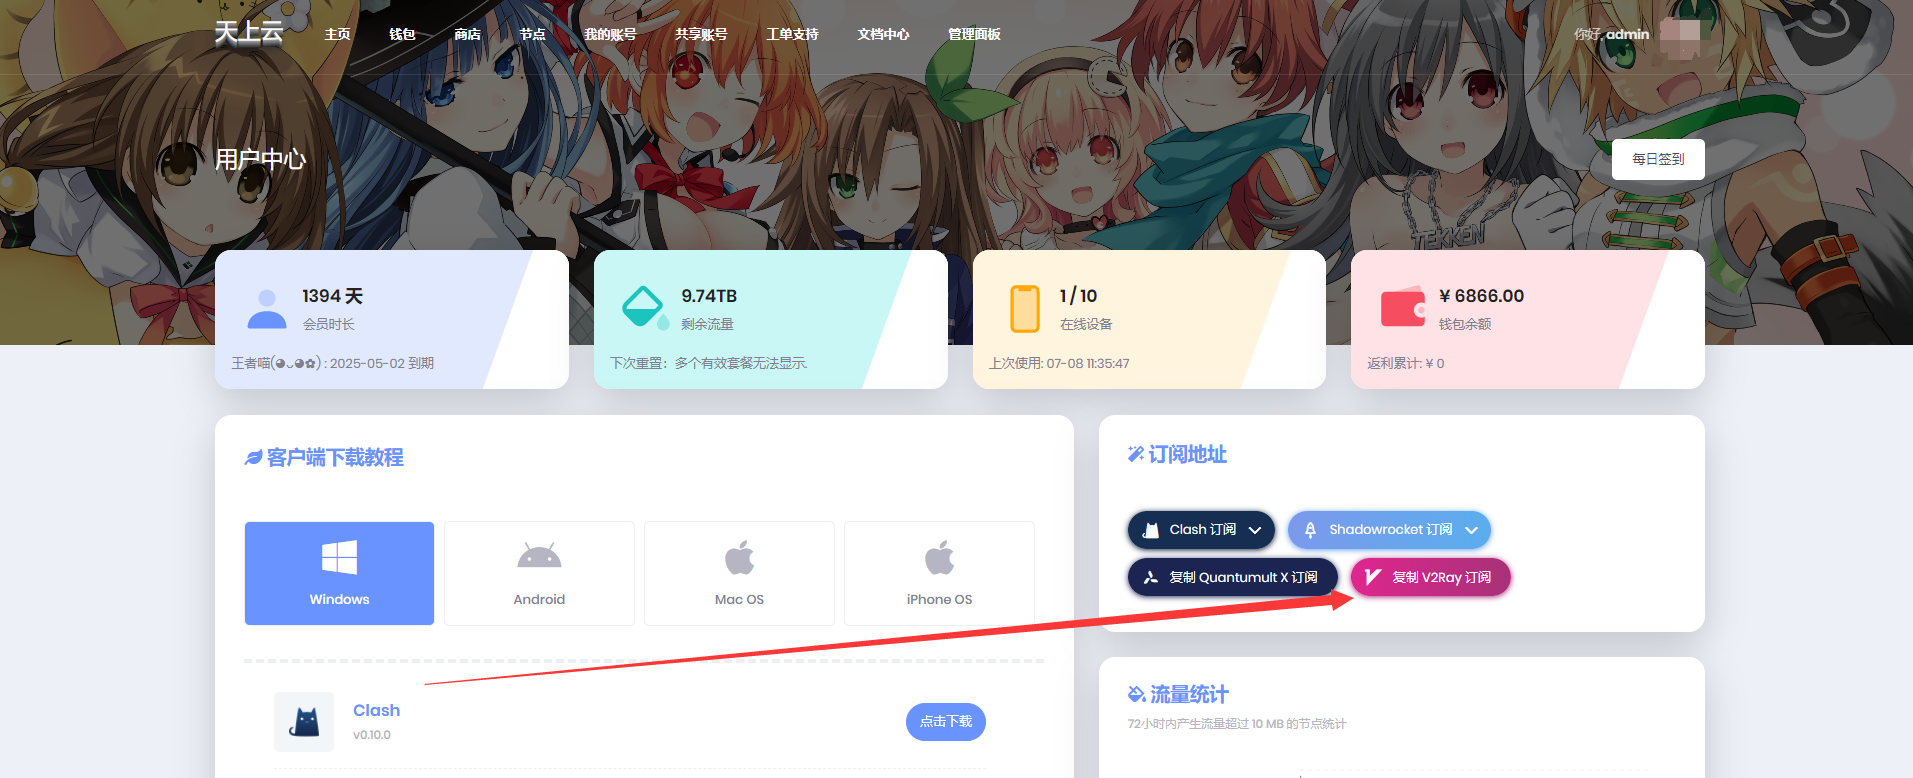 天上云
主页 钱包 商店 节点 我的账号 共享账号 工单支持 文档中心 管理面板
你好, admin
用户中心
每日签到
TEKKEN
1394 天
会员时长
王者喵(◕ᴗ◕✿) : 2025-05-02 到期
9.74TB
剩余流量
下次重置：多个有效套餐无法显示.
1 / 10
在线设备
上次使用: 07-08 11:35:47
¥ 6866.00
钱包余额
返利累计: ¥ 0
客户端下载教程
Windows
Android
Mac OS
iPhone OS
Clash
v0.10.0
点击下载
订阅地址
Clash 订阅
Shadowrocket 订阅
复制 Quantumult X 订阅
复制 V2Ray 订阅
流量统计
72小时内产生流量超过 10 MB 的节点统计